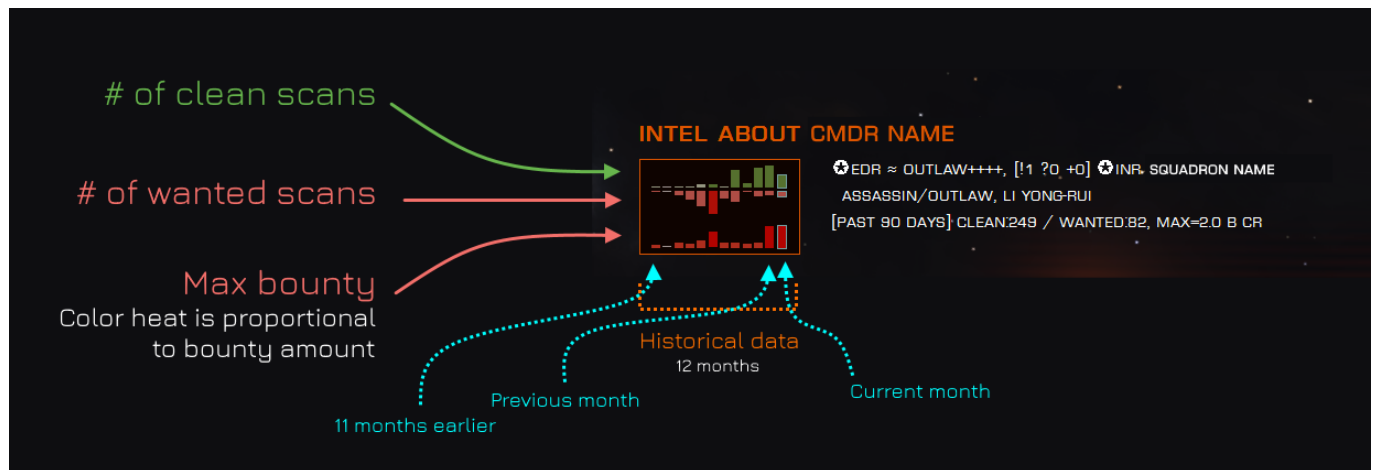 # of clean scans
# of wanted scans
Max bounty
Color heat is proportional
to bounty amount
INTEL ABOUT CMDR NAME
✪EDR ≈ OUTLAW++++, [!1 ?0 +0] ✪INR. SQUADRON NAME
ASSASSIN/OUTLAW, LI YONG-RUI
[PAST 90 DAYS] CLEAN:249 / WANTED:82, MAX=2.0 B CR
Historical data
12 months
11 months earlier
Previous month
Current month